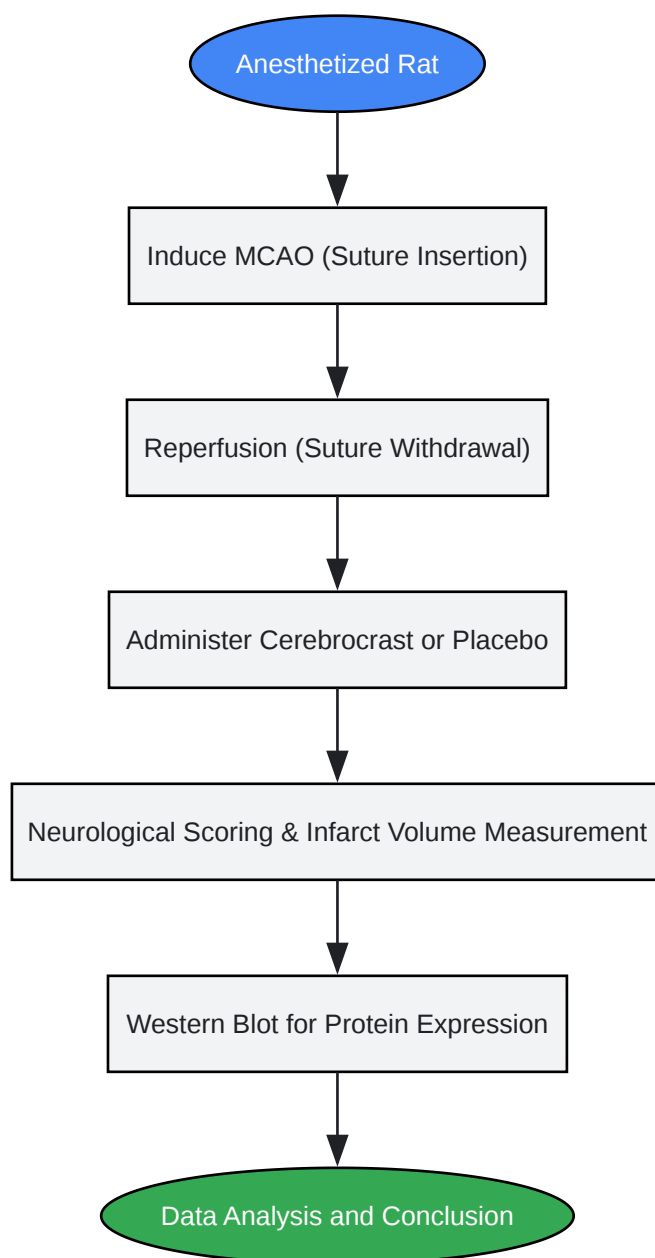 Anesthetized Rat
Induce MCAO (Suture Insertion)
Reperfusion (Suture Withdrawal)
Administer Cerebrocrast or Placebo
Neurological Scoring & Infarct Volume Measurement
Western Blot for Protein Expression
Data Analysis and Conclusion